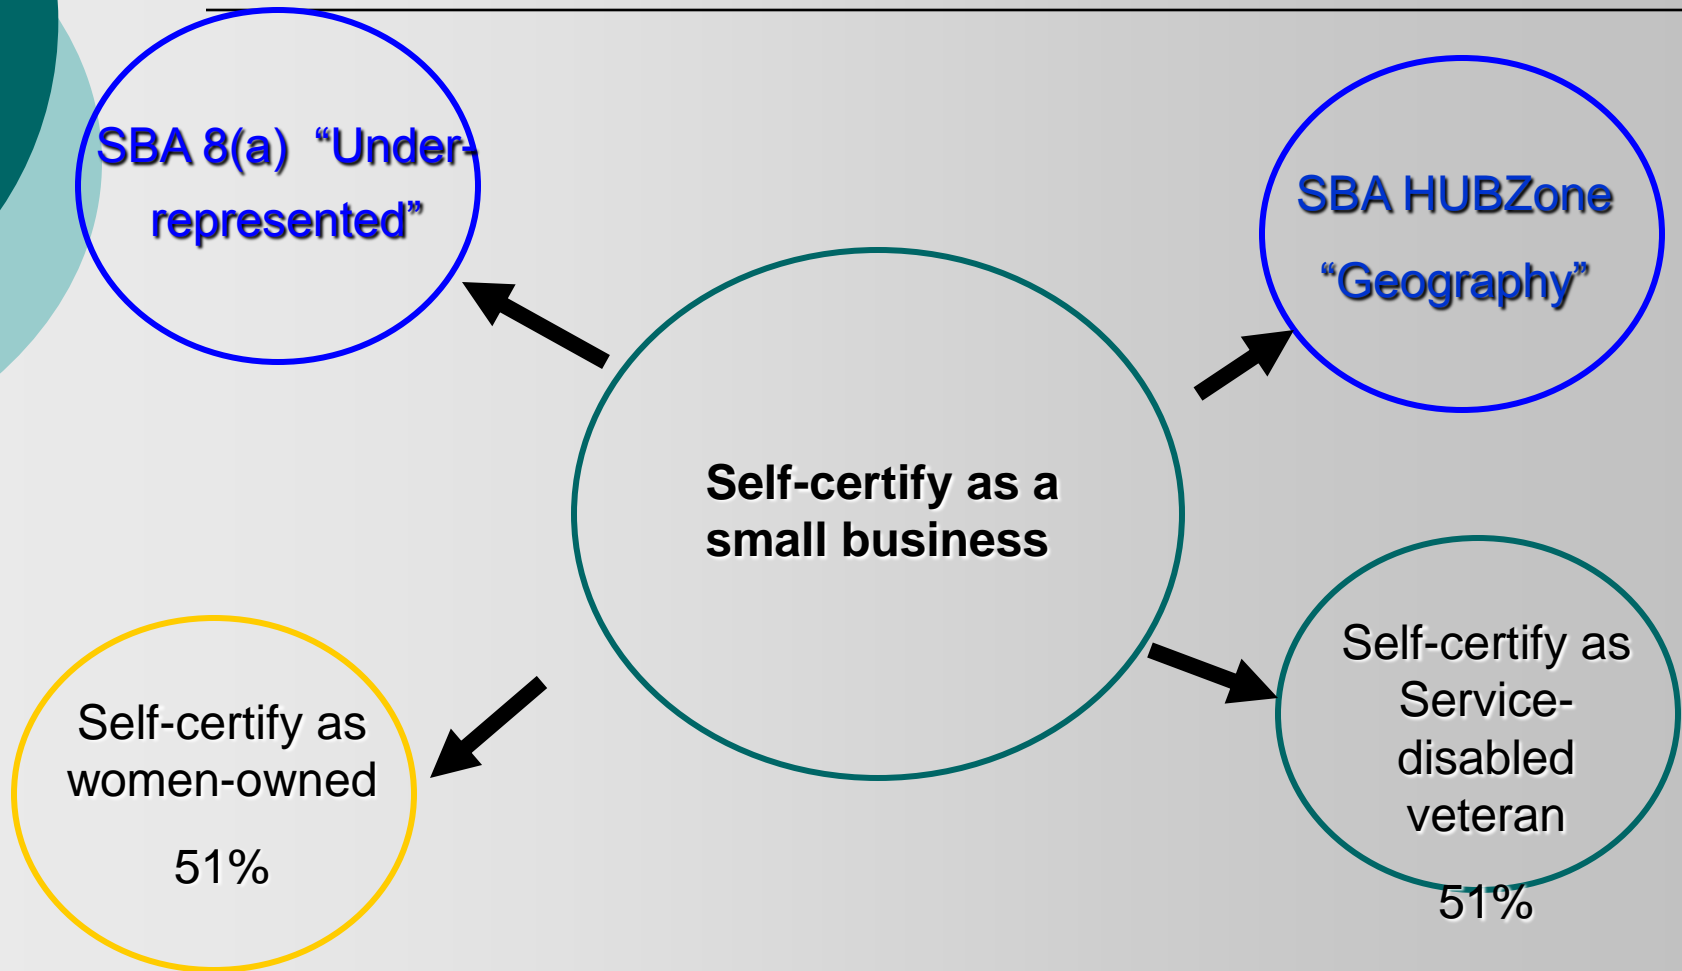 SBA 8(a) “Under-
represented”
SBA HUBZone
“Geography”
Self-certify as a
small business
Self-certify as
women-owned
51%
Self-certify as
Service-
disabled
veteran
51%